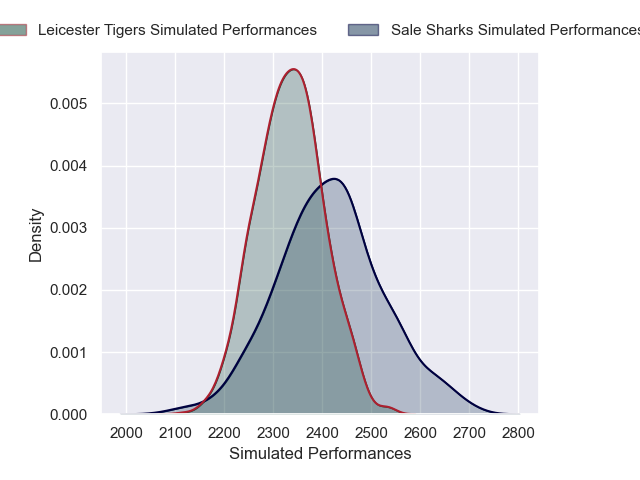 Leicester Tigers Simulated Performances
Sale Sharks Simulated Performances
0.005
0.004
0.003
0.002
0.001
0.000
Density
2000 2100 2200 2300 2400 2500 2600 2700 2800
Simulated Performances